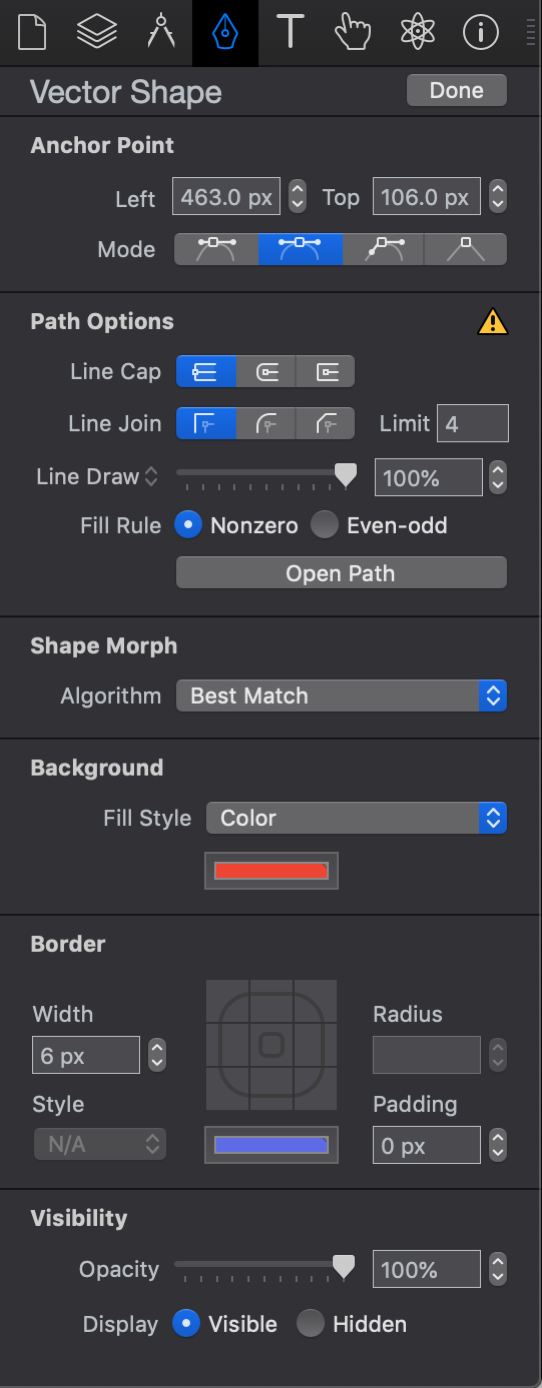 Vector Shape Done
Anchor Point
Left 463.0 px Top 106.0 px
Mode
Path Options
Line Cap
Line Join Limit 4
Line Draw 100%
Fill Rule Nonzero Even-odd
Open Path
Shape Morph
Algorithm Best Match
Background
Fill Style Color
Border
Width Radius
6 px
Style Padding
N/A 0 px
Visibility
Opacity 100%
Display Visible Hidden